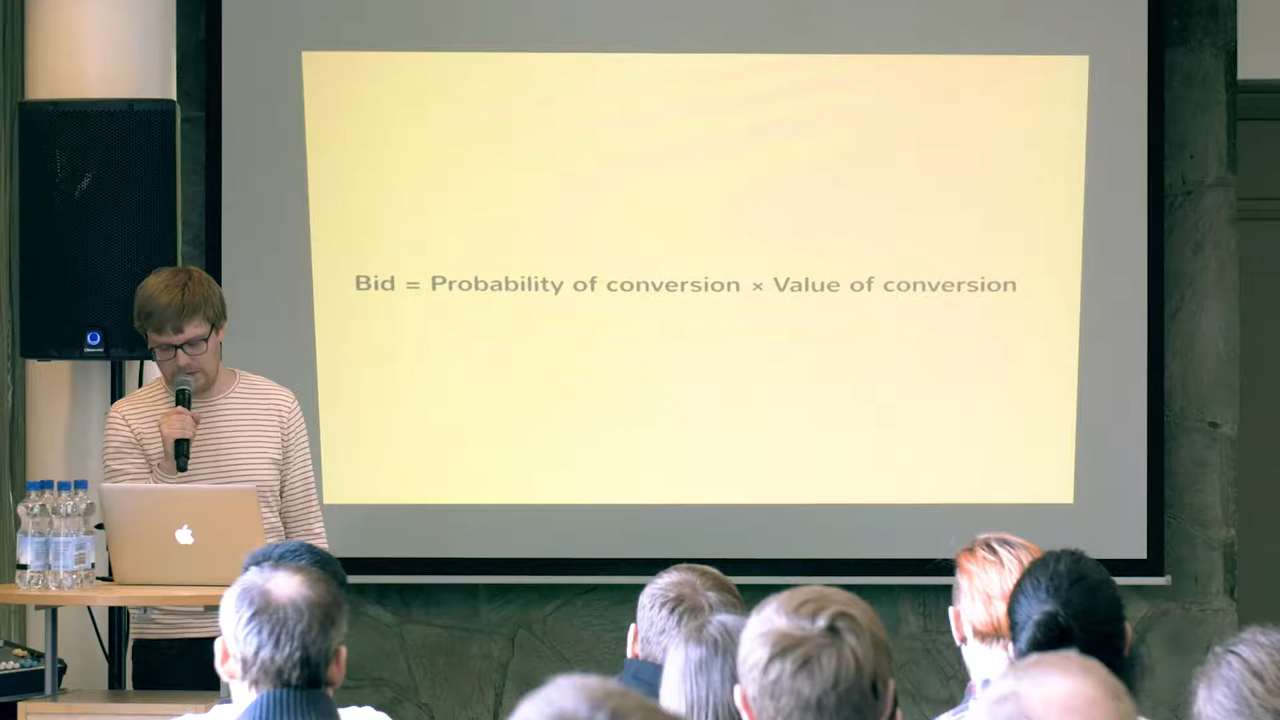 Bid = Probability of conversion × Value of conversion